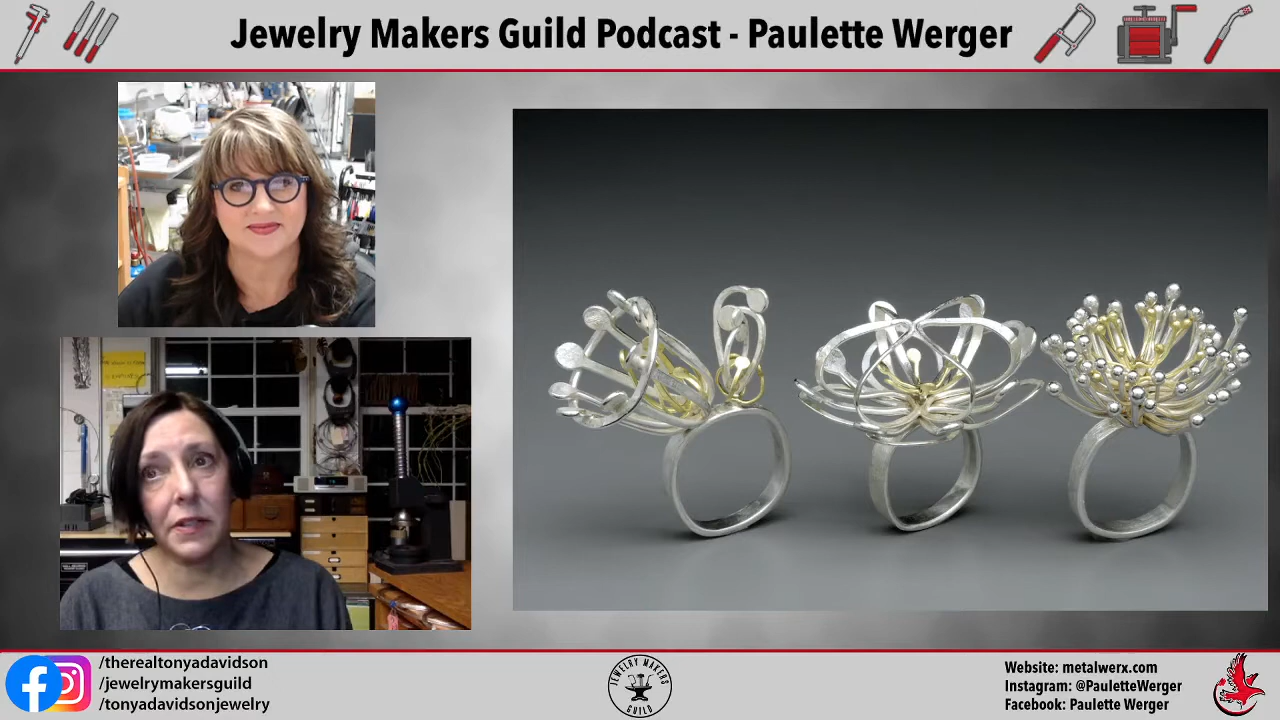 Jewelry Makers Guild Podcast - Paulette Werger
/therealtonyadavidson
/jewelrymakersguild
/tonyadavidsonjewelry
JEWELRY MAKERS
GUILD
Website: metalwerx.com
Instagram: @PauletteWerger
Facebook: Paulette Werger